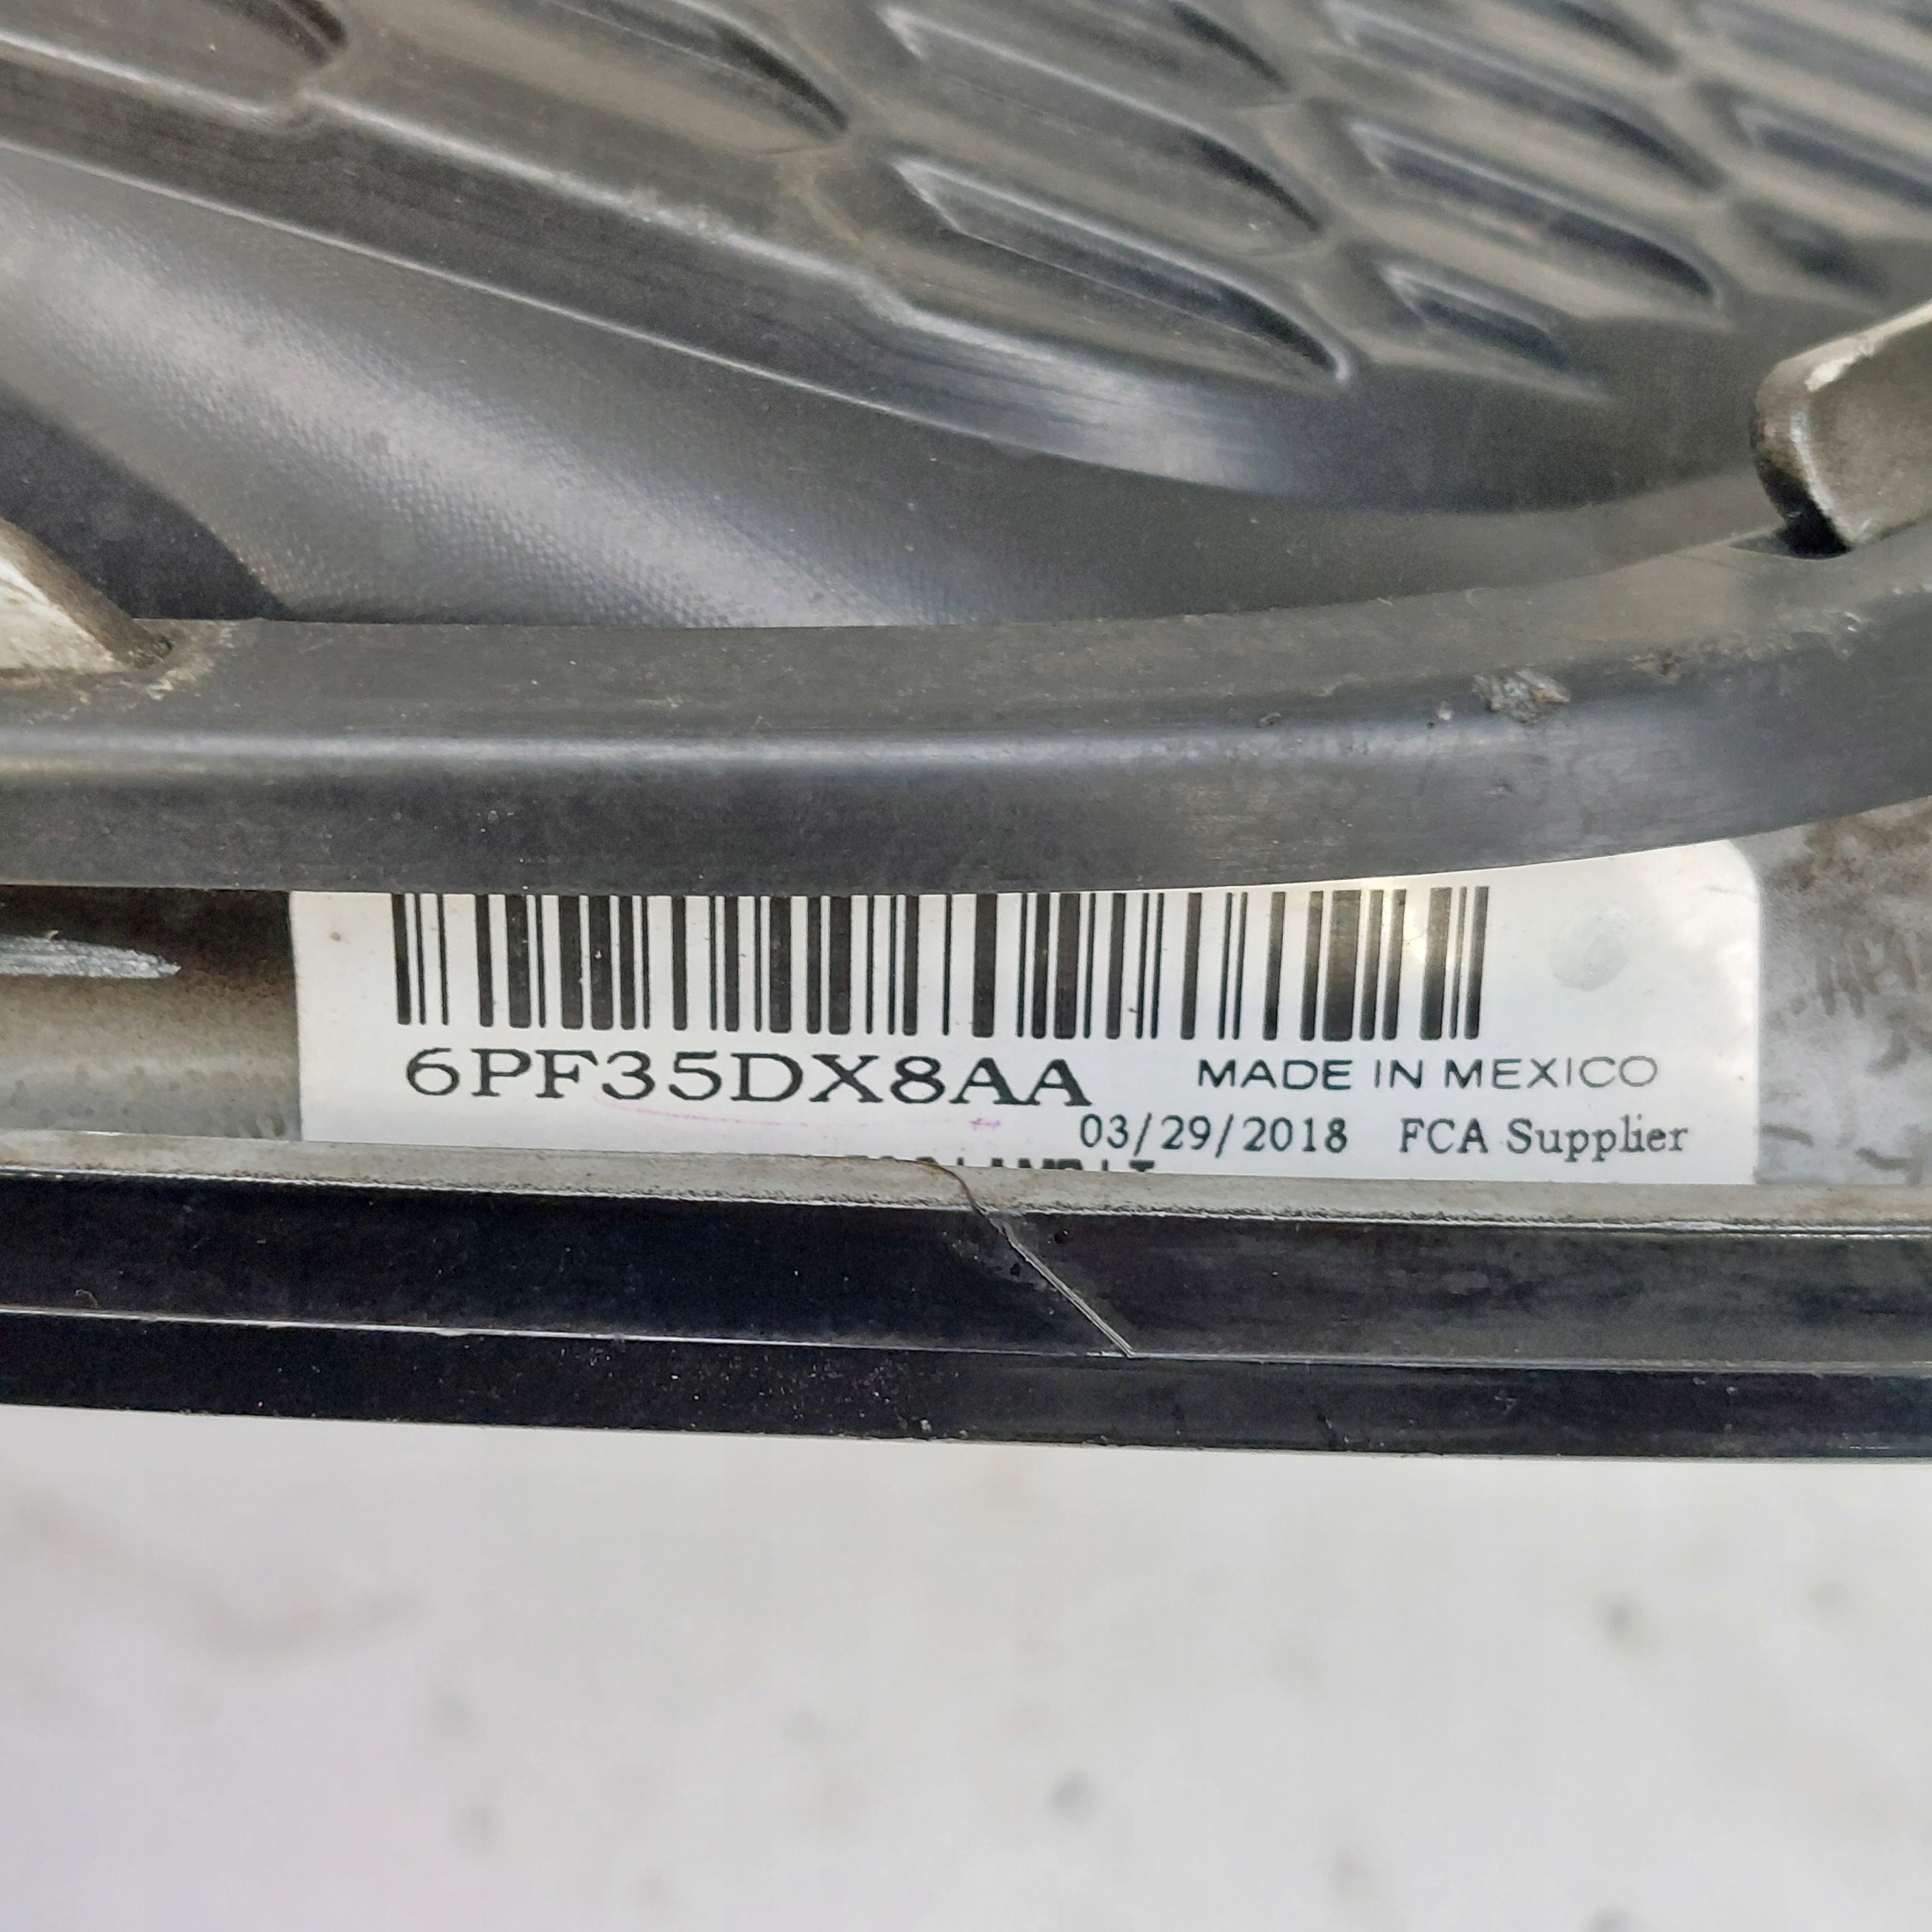 6PF35DX8AA MADE IN MEXICO
03/29/2018 FCA Supplier